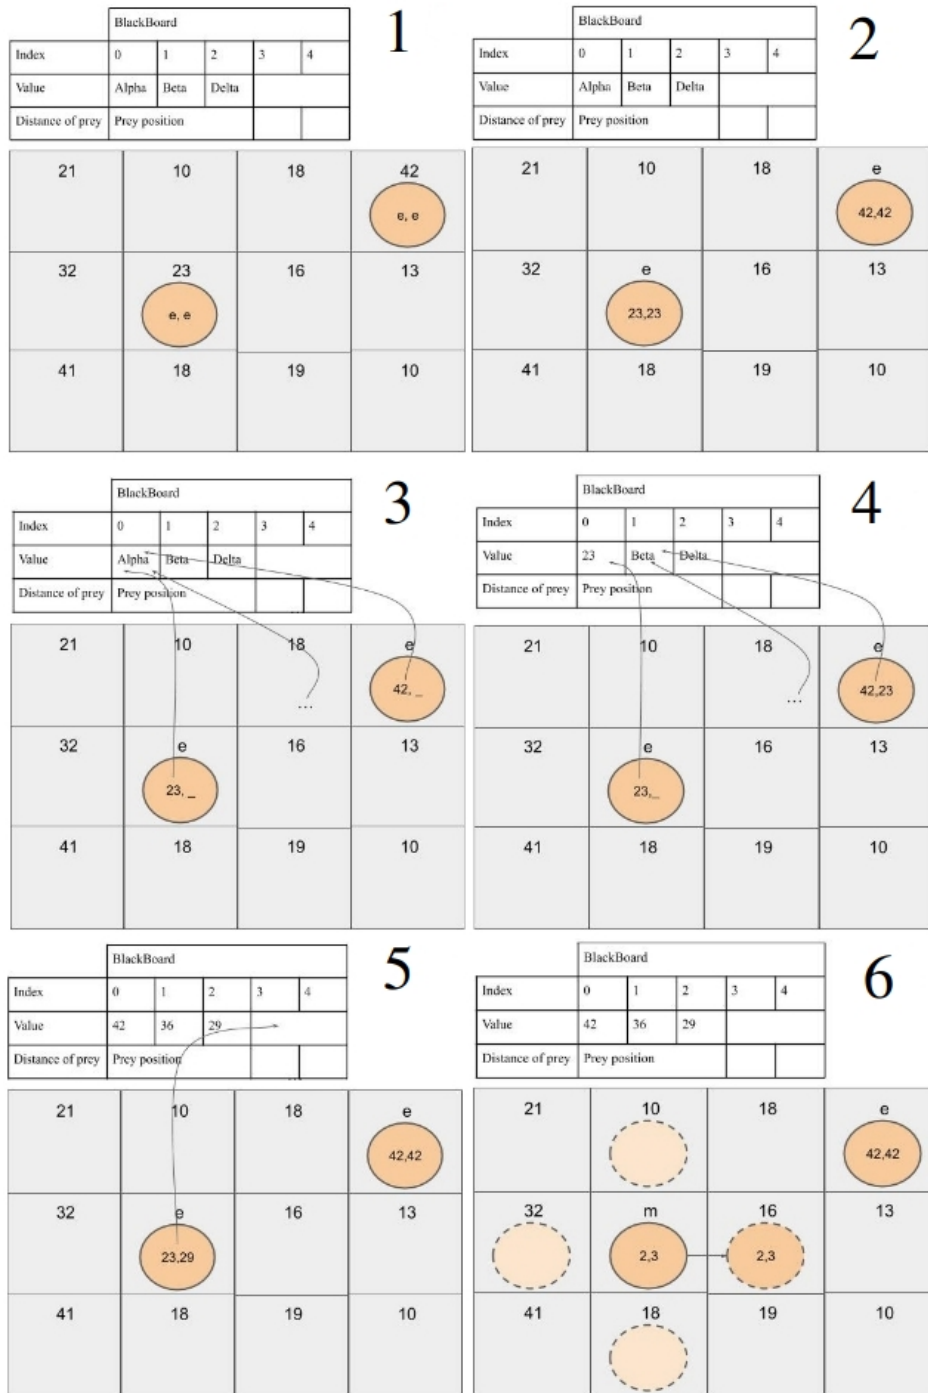 BlackBoard
1
Index 0 1 2 3 4
Value Alpha Beta Delta
Distance of prey Prey position
21 10 18 42
e, e
32 23 16 13
e, e
41 18 19 10
BlackBoard
2
Index 0 1 2 3 4
Value Alpha Beta Delta
Distance of prey Prey position
21 10 18 e
42,42
32 e 16 13
23,23
41 18 19 10
BlackBoard
3
Index 0 1 2 3 4
Value Alpha Beta Delta
Distance of prey Prey position
...
21 10 18 e
42, _
...
32 e 16 13
23, _
41 18 19 10
BlackBoard
4
Index 0 1 2 3 4
Value 23 Beta Delta
Distance of prey Prey position
21 10 18 e
42,23
...
32 e 16 13
23,_
41 18 19 10
BlackBoard
5
Index 0 1 2 3 4
Value 42 36 29
Distance of prey Prey position
...
21 10 18 e
42,42
32 e 16 13
23,29
41 18 19 10
BlackBoard
6
Index 0 1 2 3 4
Value 42 36 29
Distance of prey Prey position
21 10 18 e
42,42
32 m 16 13
2,3 2,3
41 18 19 10